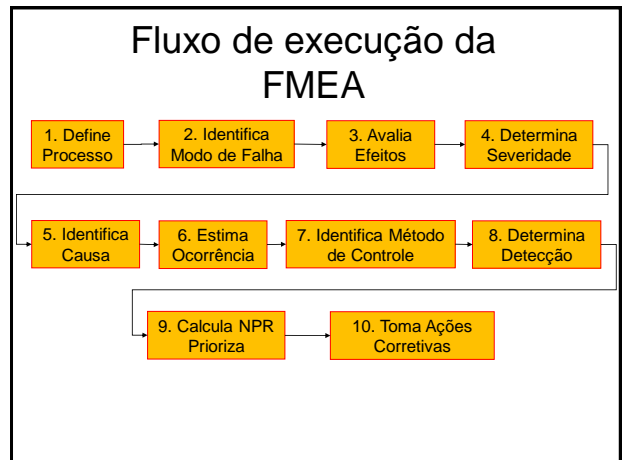 Fluxo de execução da
FMEA
1. Define
Processo
2. Identifica
Modo de Falha
3. Avalia
Efeitos
4. Determina
Severidade
5. Identifica
Causa
6. Estima
Ocorrência
7. Identifica Método
de Controle
8. Determina
Detecção
9. Calcula NPR
Prioriza
10. Toma Ações
Corretivas